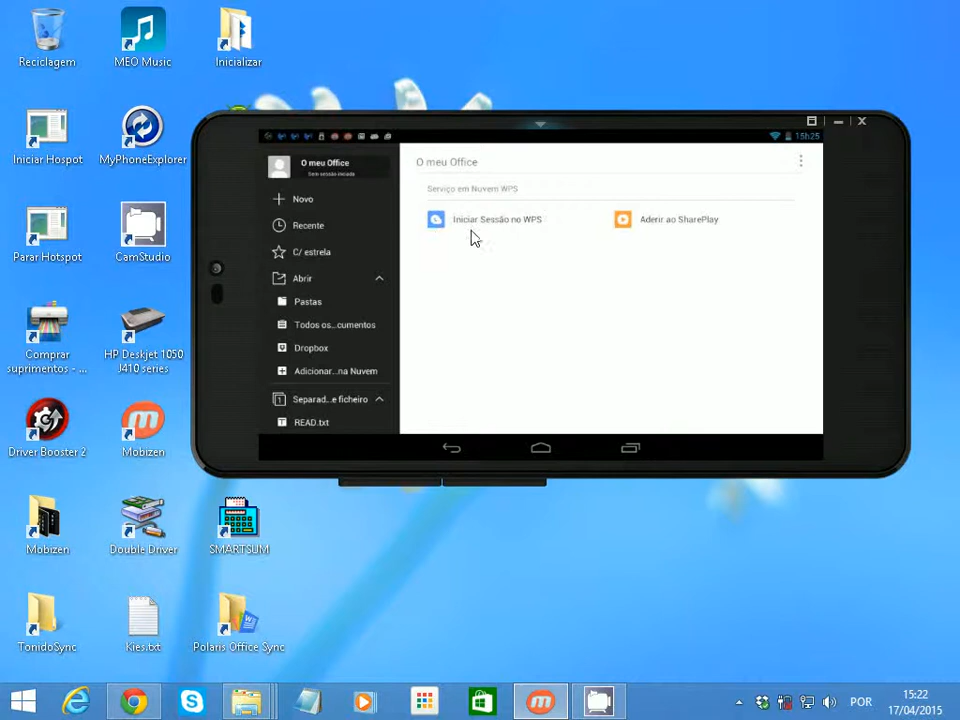 Reciclagem
MEO Music
Inicializar
Iniciar Hospot
MyPhoneExplorer
Parar Hotspot
CamStudio
Comprar
suprimentos - ...
HP Deskjet 1050
J410 series
Driver Booster 2
Mobizen
Mobizen
Double Driver
SMARTSUM
TonidoSync
Kies.txt
Polaris Office Sync
15h25
O meu Office
Sem sessão iniciada
Novo
Recente
C/ estrela
Abrir
Pastas
Todos os...cumentos
Dropbox
Adicionar...na Nuvem
Separad...e ficheiro
READ.txt
O meu Office
Serviço em Nuvem WPS
Iniciar Sessão no WPS
Aderir ao SharePlay
POR
15:22
17/04/2015